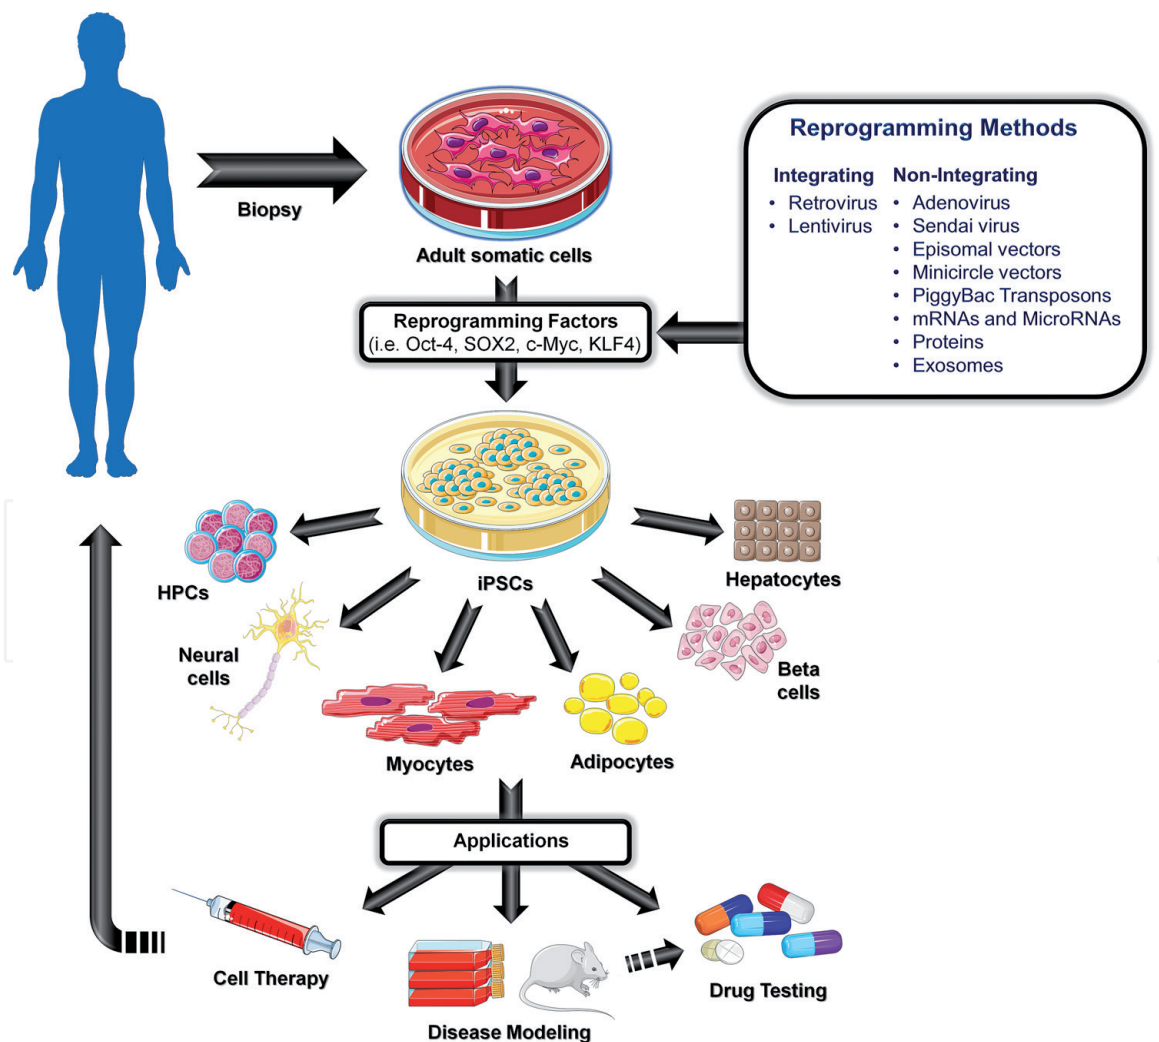 Reprogramming Methods
Integrating
• Retrovirus
• Lentivirus
Non-Integrating
• Adenovirus
• Sendai virus
• Episomal vectors
• Minicircle vectors
• PiggyBac Transposons
• mRNAs and MicroRNAs
• Proteins
• Exosomes
Biopsy
Adult somatic cells
Reprogramming Factors
(i.e. Oct-4, SOX2, c-Myc, KLF4)
iPSCs
HPCs
Hepatocytes
Neural
cells
Beta
cells
Myocytes
Adipocytes
Applications
Cell Therapy
Disease Modeling
Drug Testing